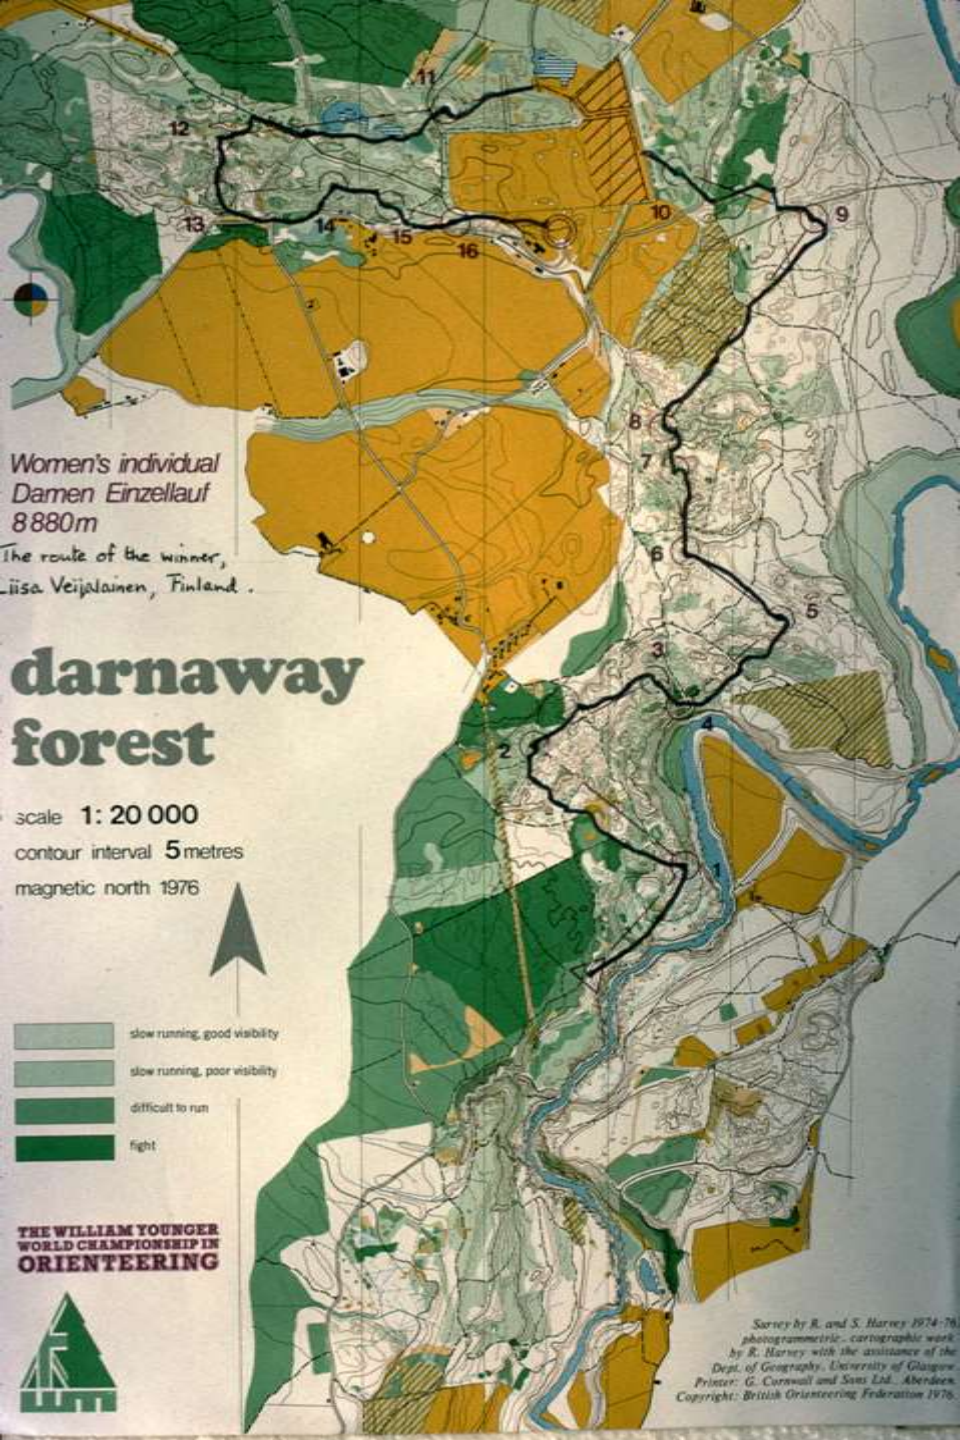 11
12
13
14
15
16
10
9
8
7
6
5
3
4
2
1
Women's individual
Damen Einzellauf
8 880 m
The route of the winner,
Liisa Veijalainen, Finland.
darnaway
forest
scale 1: 20 000
contour interval 5 metres
magnetic north 1976
slow running, good visibility
slow running, poor visibility
difficult to run
fight
THE WILLIAM YOUNGER
WORLD CHAMPIONSHIP IN
ORIENTEERING
Survey by R. and S. Harvey 1974-76
photogrammetric, cartographic work
by R. Harvey with the assistance of the
Dept. of Geography, University of Glasgow.
Printer: G. Cornwall and Sons Ltd., Aberdeen.
Copyright: British Orienteering Federation 1976.